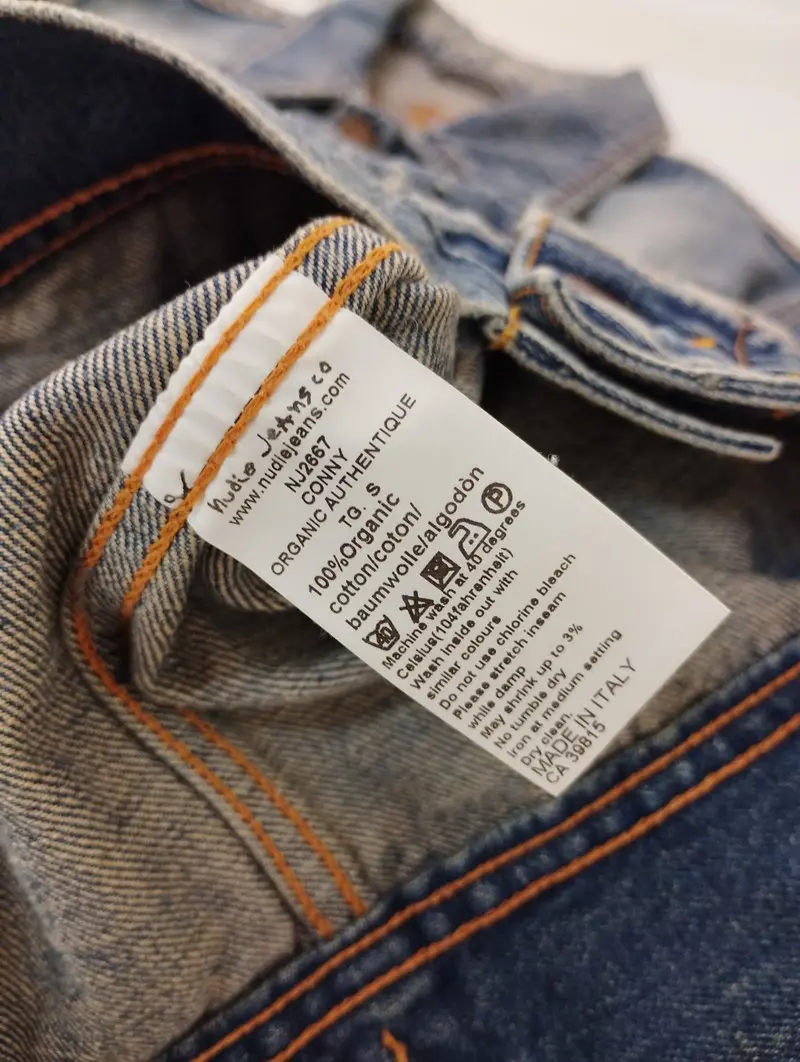 Nudie Jeans co
www.nudiejeans.com
NJ2667
CONNY
ORGANIC AUTHENTIQUE
TG. S
100%Organic
cotton/coton/
baumwolle/algodòn
40 P
Machine wash at 40 degrees
Celsius(104fahrenheit)
Wash inside out with
similar colours
Do not use chlorine bleach
Please stretch inseam
while damp
May shrink up to 3%
No tumble dry
iron at medium setting
Dry clean.
MADE IN ITALY
CA 39815